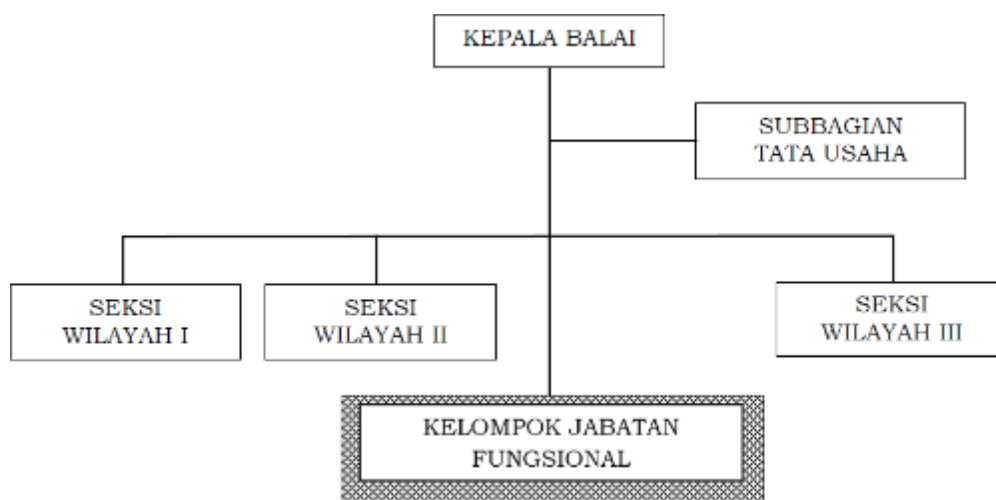 KEPALA BALAI
SUBBAGIAN
TATA USAHA
SEKSI
WILAYAH I
SEKSI
WILAYAH II
SEKSI
WILAYAH III
KELOMPOK JABATAN
FUNGSIONAL